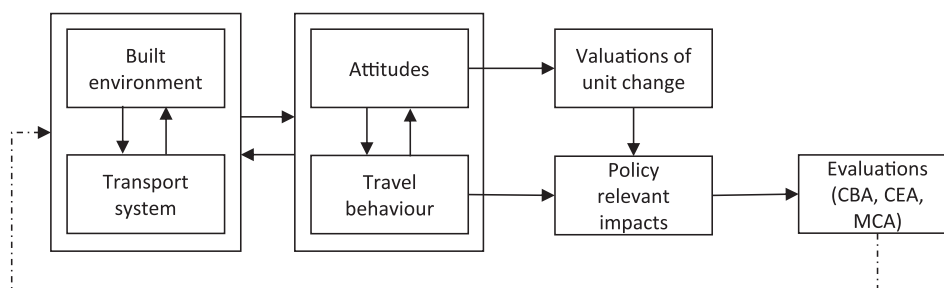 Built
environment
Transport
system
Attitudes
Travel
behaviour
Valuations of
unit change
Policy
relevant
impacts
Evaluations
(CBA, CEA,
MCA)